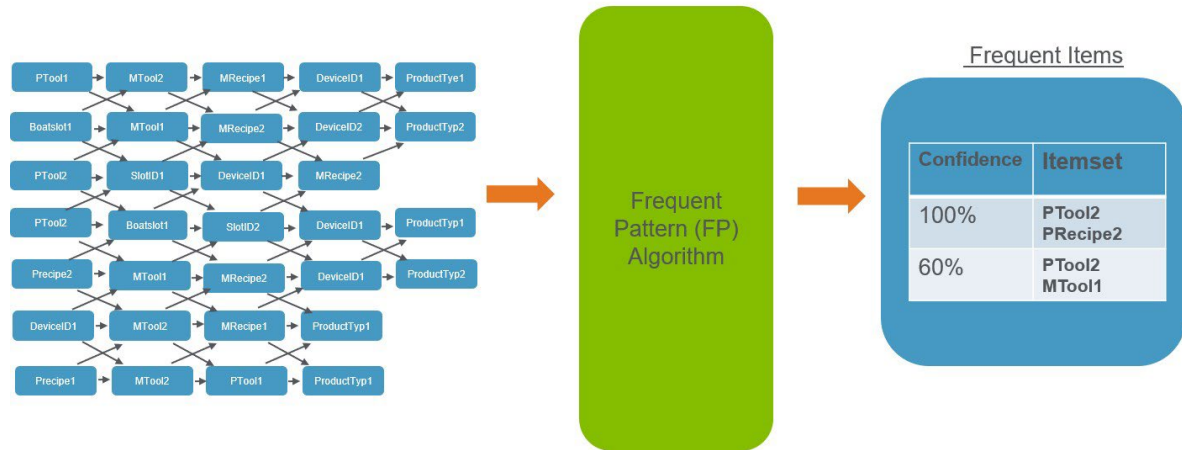 PTool1
MTool2
MRecipe1
DeviceID1
ProductTye1
Boatslot1
MTool1
MRecipe2
DeviceID2
ProductTyp2
PTool2
SlotID1
DeviceID1
MRecipe2
PTool2
Boatslot1
SlotID2
DeviceID1
ProductTyp1
Precipe2
MTool1
MRecipe2
DeviceID1
ProductTyp2
DeviceID1
MTool2
MRecipe1
ProductTyp1
Precipe1
MTool2
PTool1
ProductTyp1
Frequent
Pattern (FP)
Algorithm
Frequent Items
Confidence
Itemset
100%
PTool2
PRecipe2
60%
PTool2
MTool1